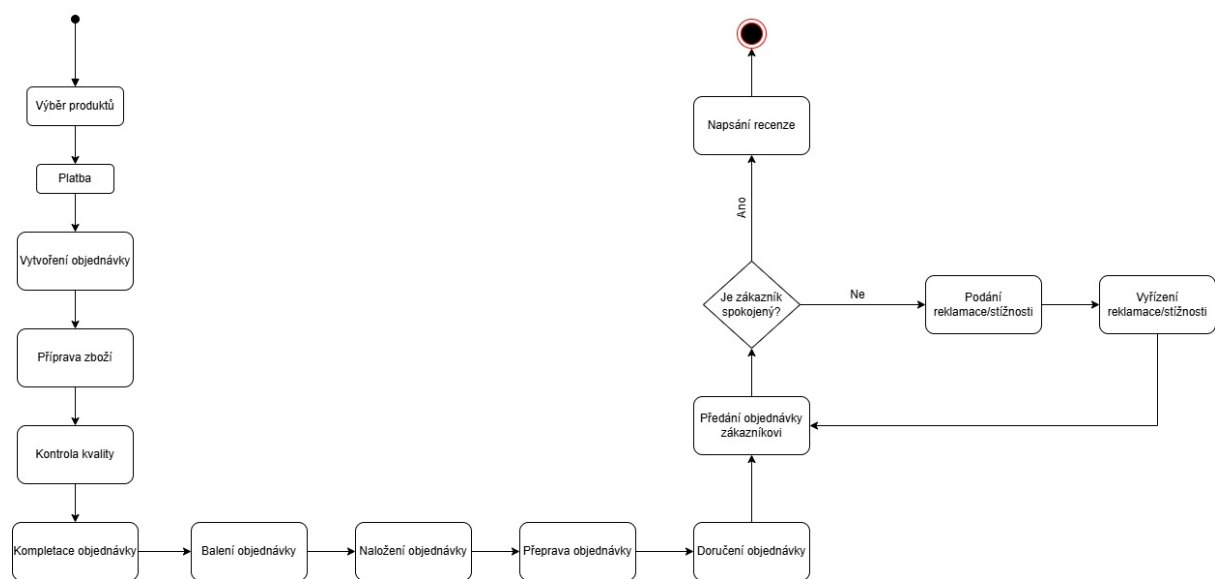 Výběr produktů
Platba
Vytvoření objednávky
Příprava zboží
Kontrola kvality
Kompletace objednávky
Balení objednávky
Naložení objednávky
Přeprava objednávky
Doručení objednávky
Předání objednávky
zákazníkovi
Je zákazník
spokojený?
Ano
Napsání recenze
Ne
Podání
reklamace/stížnosti
Vyřízení
reklamace/stížnosti